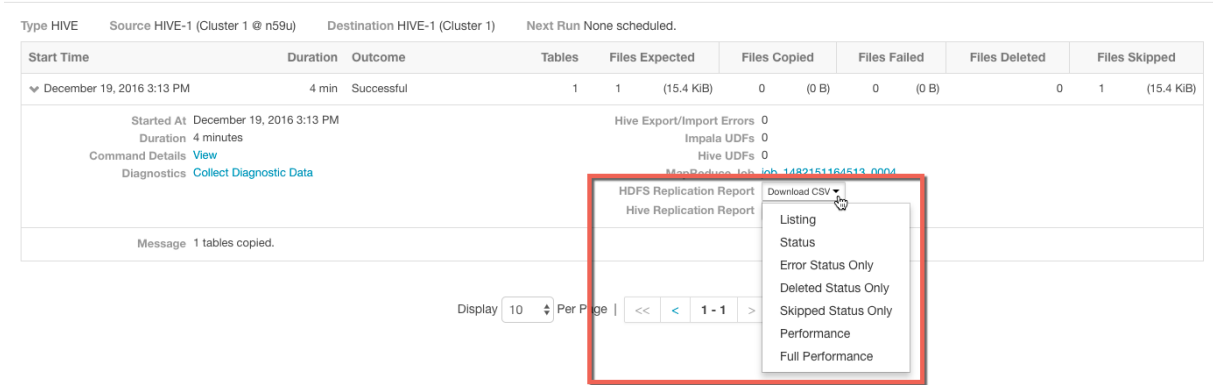 Type HIVE Source HIVE-1 (Cluster 1 @ n59u) Destination HIVE-1 (Cluster 1) Next Run None scheduled.
Start Time Duration Outcome Tables Files Expected Files Copied Files Failed Files Deleted Files Skipped
December 19, 2016 3:13 PM 4 min Successful 1 1 (15.4 KiB) 0 (0 B) 0 (0 B) 0 1 (15.4 KiB)
Started At December 19, 2016 3:13 PM Hive Export/Import Errors 0
Duration 4 minutes Impala UDFs 0
Command Details View Hive UDFs 0
Diagnostics Collect Diagnostic Data MapReduce Job job_1482151164513_0004
HDFS Replication Report Download CSV
Hive Replication Report
Listing
Status
Error Status Only
Deleted Status Only
Skipped Status Only
Performance
Full Performance
Message 1 tables copied.
Display 10 Per Page | << < 1 - 1 >